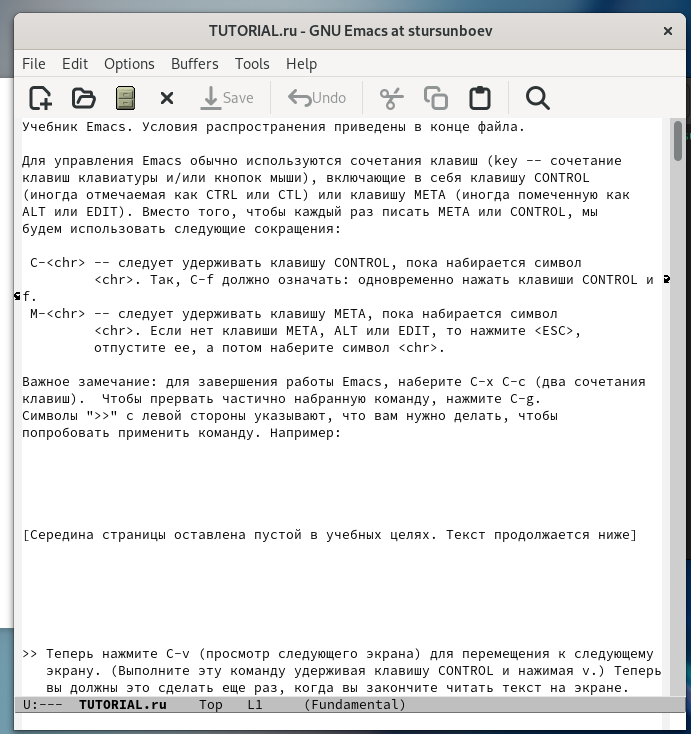 TUTORIAL.ru - GNU Emacs at stursunboev
File Edit Options Buffers Tools Help
Save Undo
Учебник Emacs. Условия распространения приведены в конце файла.
Для управления Emacs обычно используются сочетания клавиш (key -- сочетание
клавиш клавиатуры и/или кнопок мыши), включающие в себя клавишу CONTROL
(иногда отмечаемая как CTRL или CTL) или клавишу META (иногда помеченную как
ALT или EDIT). Вместо того, чтобы каждый раз писать META или CONTROL, мы
будем использовать следующие сокращения:
C-<chr> -- следует удерживать клавишу CONTROL, пока набирается символ
<chr>. Так, C-f должно означать: одновременно нажать клавиши CONTROL и
f.
M-<chr> -- следует удерживать клавишу META, пока набирается символ
<chr>. Если нет клавиши META, ALT или EDIT, то нажмите <ESC>,
отпустите ее, а потом наберите символ <chr>.
Важное замечание: для завершения работы Emacs, наберите C-x C-c (два сочетания
клавиш).  Чтобы прервать частично набранную команду, нажмите C-g.
Символы ">>" с левой стороны указывают, что вам нужно делать, чтобы
попробовать применить команду. Например:
[Середина страницы оставлена пустой в учебных целях. Текст продолжается ниже]
>> Теперь нажмите C-v (просмотр следующего экрана) для перемещения к следующему
экрану. (Выполните эту команду удерживая клавишу CONTROL и нажимая v.) Теперь
вы должны это сделать еще раз, когда вы закончите читать текст на экране.
U:--- TUTORIAL.ru Top L1 (Fundamental)